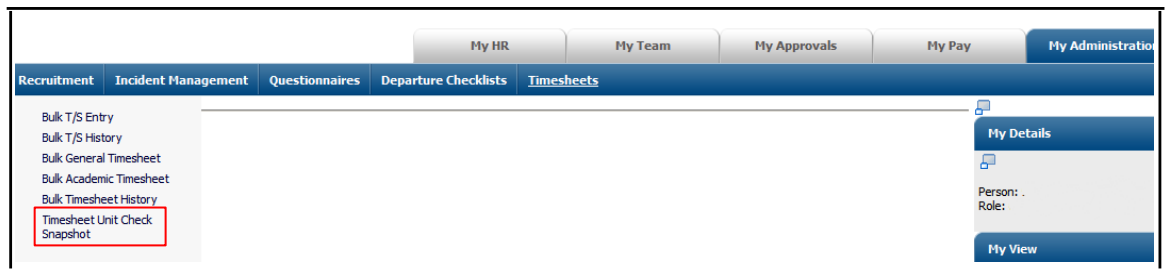 My HR My Team My Approvals My Pay My Administration
Recruitment Incident Management Questionnaires Departure Checklists Timesheets
Bulk T/S Entry
Bulk T/S History
Bulk General Timesheet
Bulk Academic Timesheet
Bulk Timesheet History
Timesheet Unit Check
Snapshot
My Details
Person: .
Role:
My View